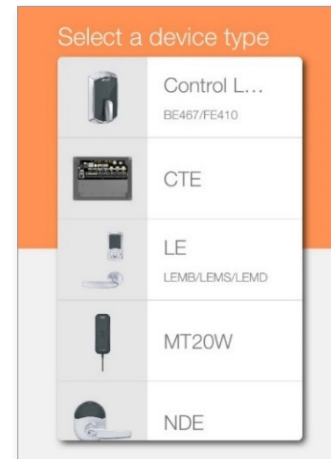 Select a device type
Control L...
BE467/FE410
CTE
LE
LEMB/LEMS/LEMD
MT20W
NDE